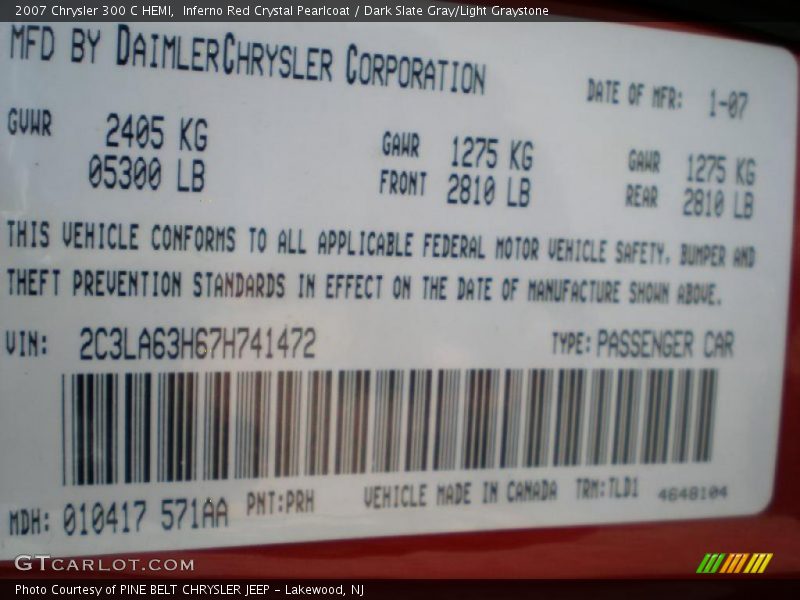 2007 Chrysler 300 C HEMI,  Inferno Red Crystal Pearlcoat / Dark Slate Gray/Light Graystone
MFD BY DAIMLERCHRYSLER CORPORATION
DATE OF MFR: 1-07
GVWR 2405 KG
05300 LB
GAWR 1275 KG
FRONT 2810 LB
GAWR 1275 KG
REAR 2810 LB
THIS VEHICLE CONFORMS TO ALL APPLICABLE FEDERAL MOTOR VEHICLE SAFETY, BUMPER AND
THEFT PREVENTION STANDARDS IN EFFECT ON THE DATE OF MANUFACTURE SHOWN ABOVE.
VIN: 2C3LA63H67H741472 TYPE: PASSENGER CAR
MDH: 010417 571AA PNT:PRH VEHICLE MADE IN CANADA TRM:TLD1 4648104
GTCARLOT.COM
Photo Courtesy of PINE BELT CHRYSLER JEEP - Lakewood, NJ